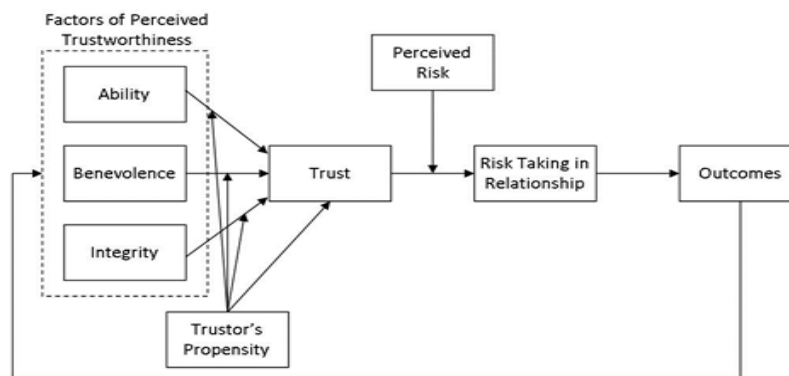 Factors of Perceived
Trustworthiness
Ability
Benevolence
Integrity
Trustor’s
Propensity
Trust
Perceived
Risk
Risk Taking in
Relationship
Outcomes